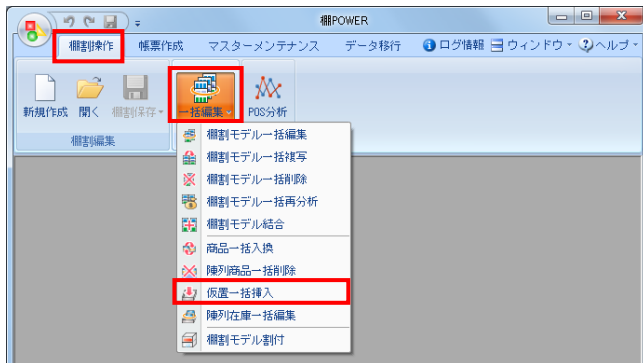 棚POWER
棚割操作 帳票作成 マスターメンテナンス データ移行 ログ情報 ウィンドウ ヘルプ
新規作成 開く 棚割保存 一括編集 POS分析
棚割編集
棚割モデル一括編集
棚割モデル一括複写
棚割モデル一括削除
棚割モデル一括再分析
棚割モデル結合
商品一括入換
陳列商品一括削除
仮置一括挿入
陳列在庫一括編集
棚割モデル割付